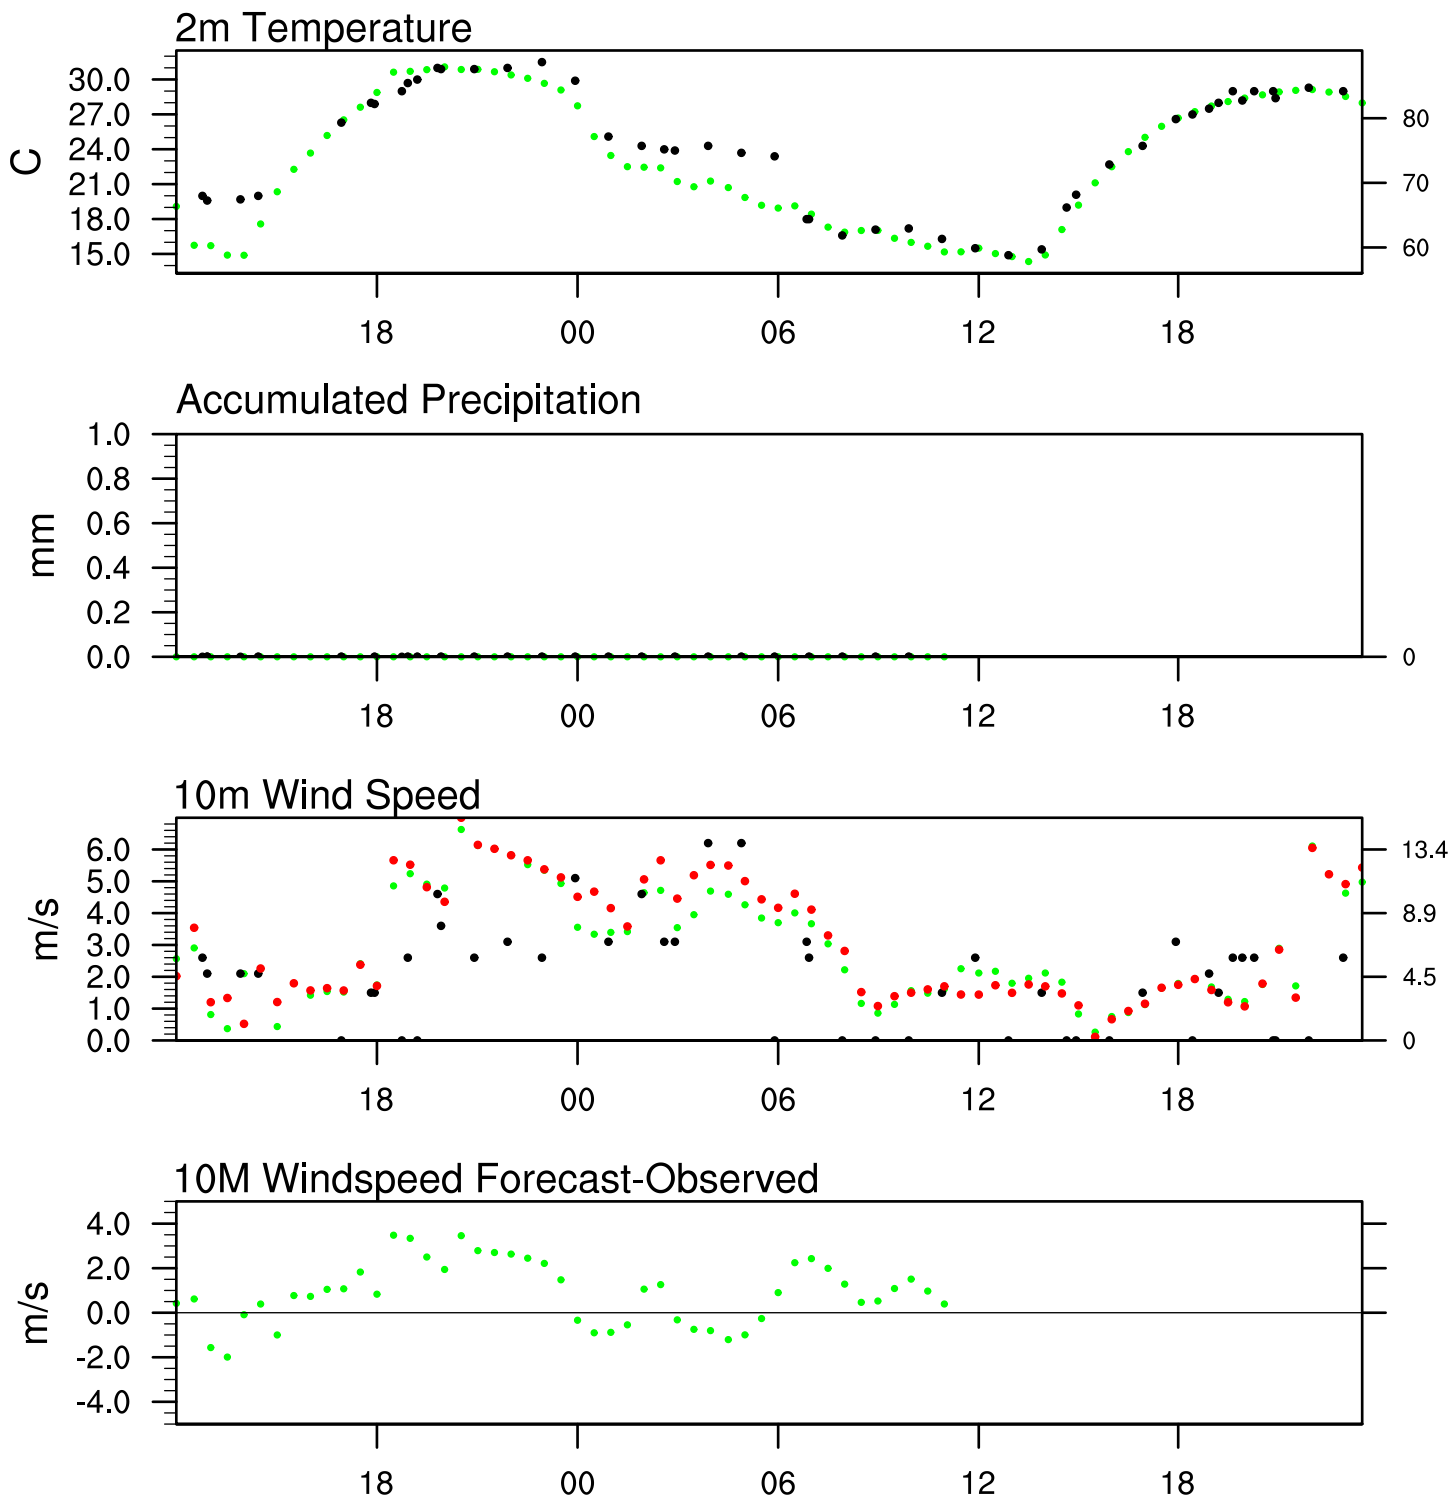 2m Temperature
30.0
27.0
24.0
21.0
18.0
15.0
C
80
70
60
18 00 06 12 18
Accumulated Precipitation
1.0
0.8
0.6
0.4
0.2
0.0
mm
0
18 00 06 12 18
10m Wind Speed
6.0
5.0
4.0
3.0
2.0
1.0
0.0
m/s
13.4
8.9
4.5
0
18 00 06 12 18
10M Windspeed Forecast-Observed
4.0
2.0
0.0
-2.0
-4.0
m/s
18 00 06 12 18